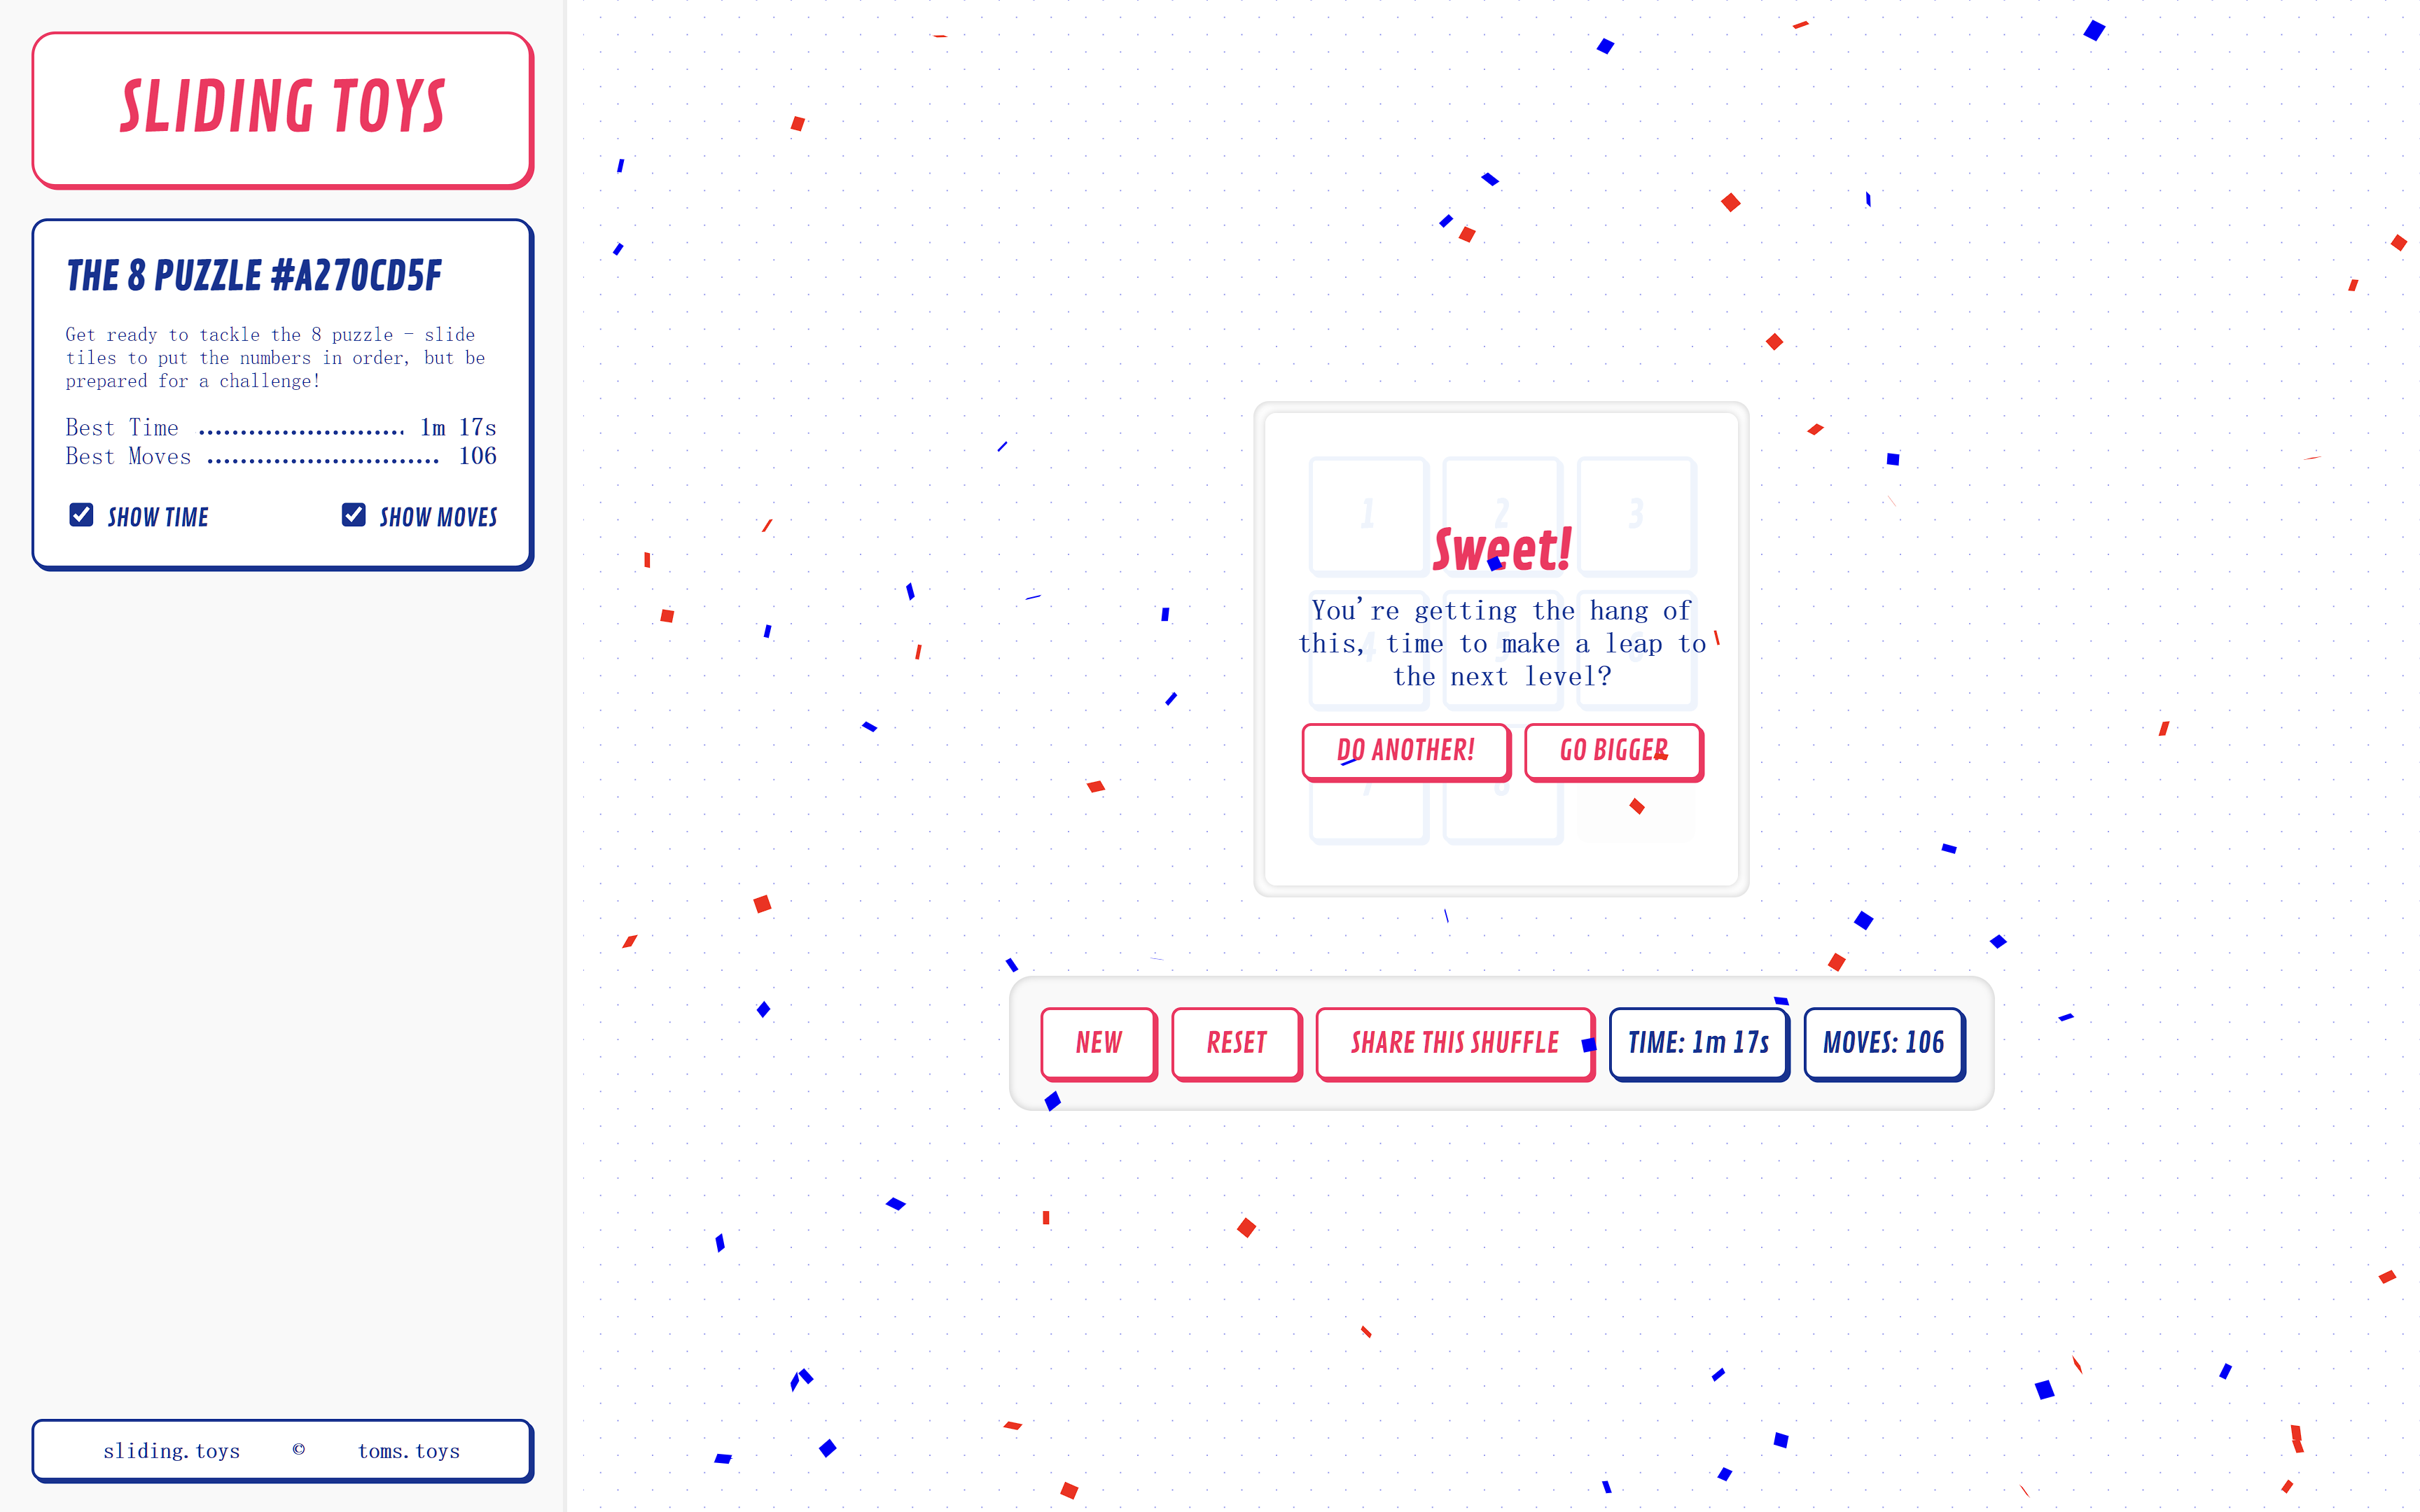 SLIDING TOYS
THE 8 PUZZLE #A270CD5F
Get ready to tackle the 8 puzzle – slide
tiles to put the numbers in order, but be
prepared for a challenge!
Best Time 1m 17s
Best Moves 106
SHOW TIME SHOW MOVES
1 2 3
Sweet!
You're getting the hang of
this, time to make a leap to
the next level?
DO ANOTHER! GO BIGGER
NEW RESET SHARE THIS SHUFFLE TIME: 1m 17s MOVES: 106
sliding.toys © toms.toys